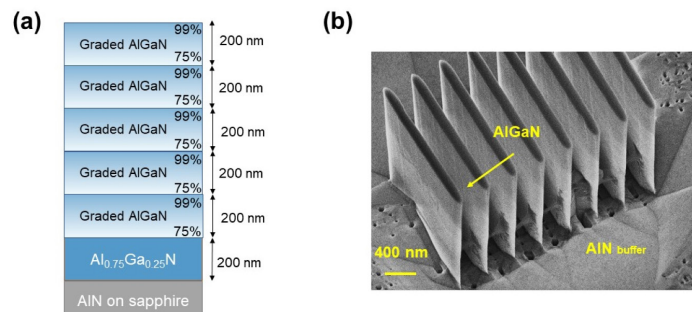 (a)
99%
Graded AlGaN
75%
200 nm
99%
Graded AlGaN
75%
200 nm
99%
Graded AlGaN
75%
200 nm
99%
Graded AlGaN
75%
200 nm
99%
Graded AlGaN
75%
200 nm
Al0.75Ga0.25N
200 nm
AlN on sapphire
(b)
AlGaN
400 nm
AlN buffer